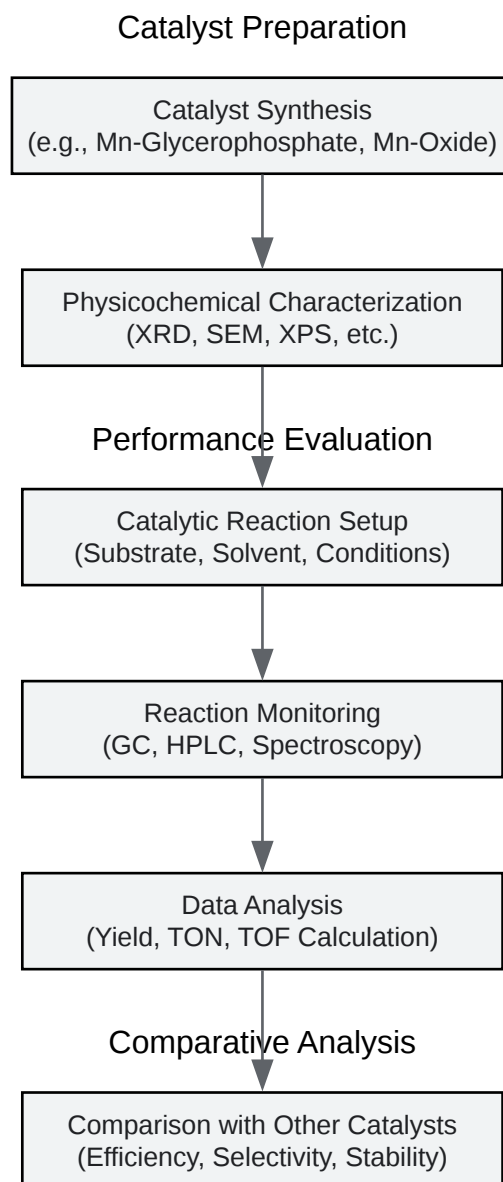 Catalyst Preparation
Catalyst Synthesis
(e.g., Mn-Glycerophosphate, Mn-Oxide)
Physicochemical Characterization
(XRD, SEM, XPS, etc.)
Performance Evaluation
Catalytic Reaction Setup
(Substrate, Solvent, Conditions)
Reaction Monitoring
(GC, HPLC, Spectroscopy)
Data Analysis
(Yield, TON, TOF Calculation)
Comparative Analysis
Comparison with Other Catalysts
(Efficiency, Selectivity, Stability)